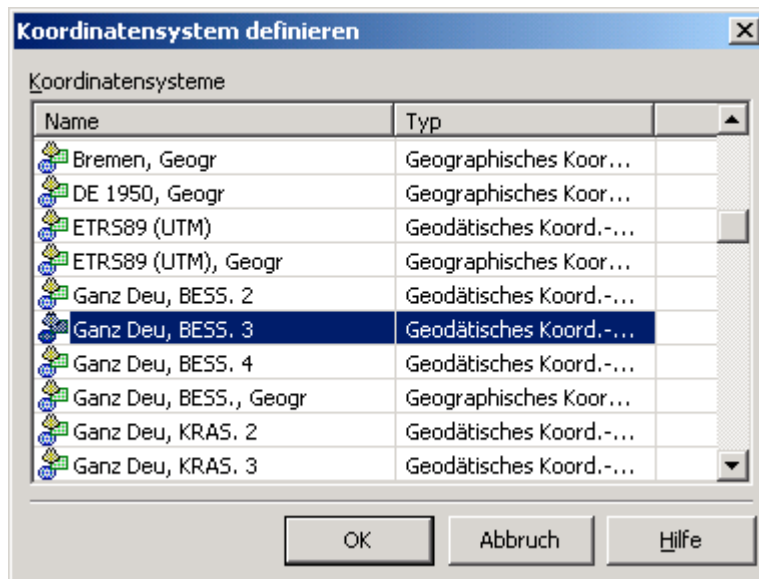 Koordinatensystem definieren
Koordinatensysteme
Name Typ
Bremen, Geogr Geographisches Koor...
DE 1950, Geogr Geographisches Koor...
ETRS89 (UTM) Geodätisches Koord.-...
ETRS89 (UTM), Geogr Geographisches Koor...
Ganz Deu, BESS. 2 Geodätisches Koord.-...
Ganz Deu, BESS. 3 Geodätisches Koord.-...
Ganz Deu, BESS. 4 Geodätisches Koord.-...
Ganz Deu, BESS., Geogr Geographisches Koor...
Ganz Deu, KRAS. 2 Geodätisches Koord.-...
Ganz Deu, KRAS. 3 Geodätisches Koord.-...
OK Abbruch Hilfe